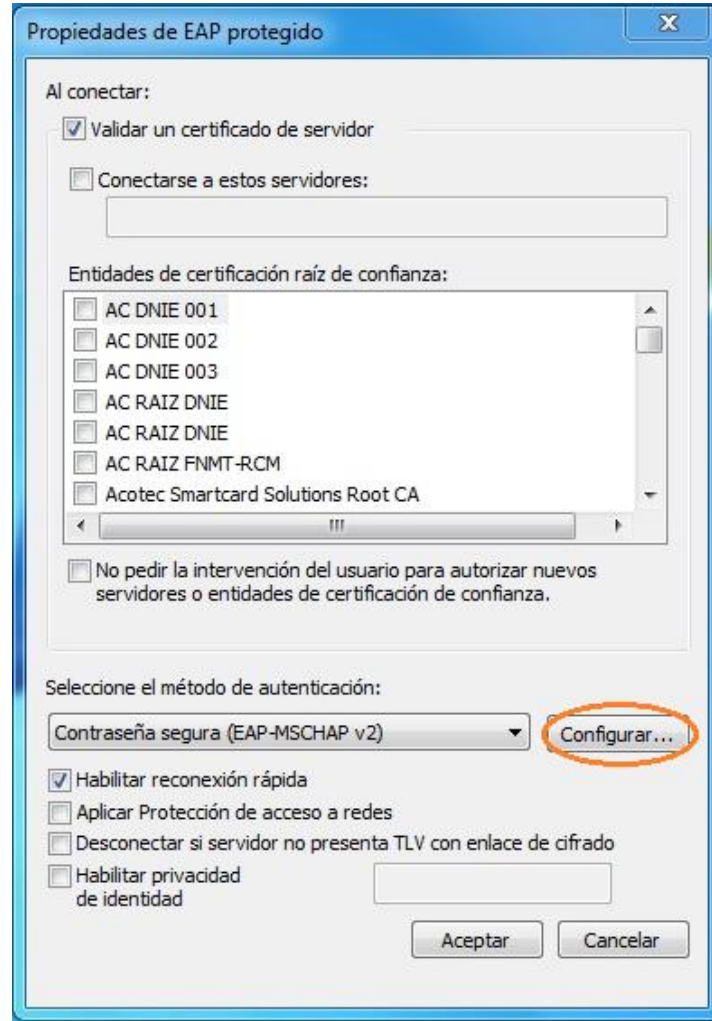 Propiedades de EAP protegido
Al conectar:
Validar un certificado de servidor
Conectarse a estos servidores:
Entidades de certificación raíz de confianza:
AC DNIE 001
AC DNIE 002
AC DNIE 003
AC RAIZ DNIE
AC RAIZ DNIE
AC RAIZ FNMT-RCM
Acotec Smartcard Solutions Root CA
No pedir la intervención del usuario para autorizar nuevos
servidores o entidades de certificación de confianza.
Seleccione el método de autenticación:
Contraseña segura (EAP-MSCHAP v2)
Configurar...
Habilitar reconexión rápida
Aplicar Protección de acceso a redes
Desconectar si servidor no presenta TLV con enlace de cifrado
Habilitar privacidad
de identidad
Aceptar
Cancelar